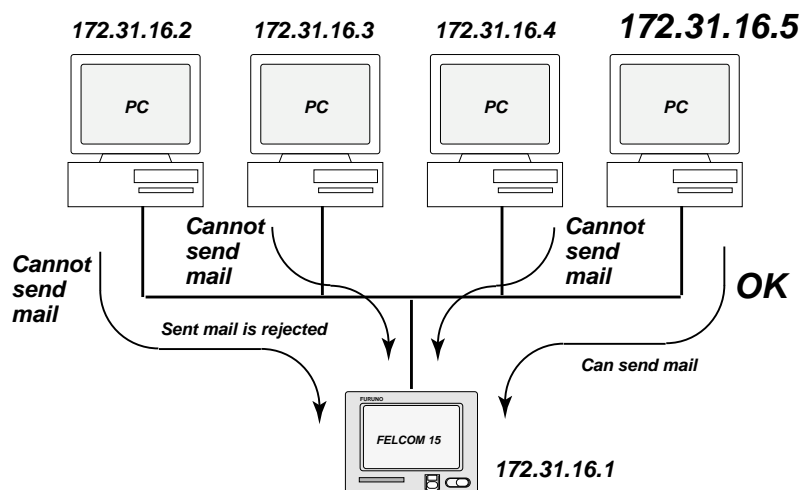 172.31.16.2
172.31.16.3
172.31.16.4
172.31.16.5
PC
PC
PC
PC
Cannot
send
mail
Cannot
send
mail
Cannot
send
mail
OK
Sent mail is rejected
Can send mail
FURUNO
FELCOM 15
172.31.16.1